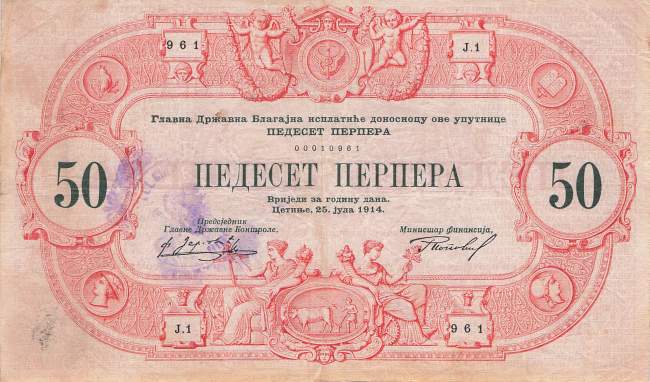 961
J.1
Главна Државна Благајна исплатиће доносиоцу ове упутнице
ПЕДЕСЕТ ПЕРПЕРА
00010961
50
ПЕДЕСЕТ ПЕРПЕРА
50
Вриједи за годину дана.
Цетиње, 25. јула 1914.
Предсједник
Главне Државне Контроле,
Министар Финансија,
J.1
961